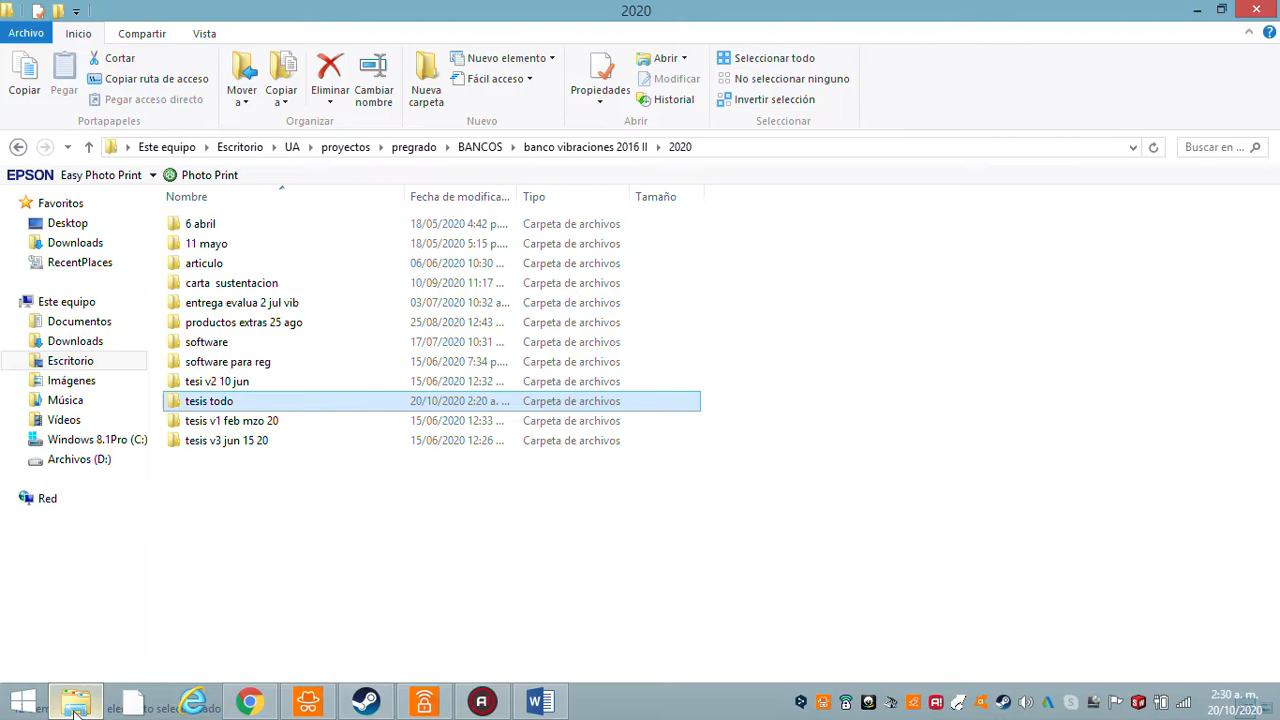 2020
Archivo Inicio Compartir Vista
Copiar
Pegar
Cortar
Copiar ruta de acceso
Pegar acceso directo
Portapapeles
Mover a
Copiar a
Eliminar
Cambiar nombre
Organizar
Nueva carpeta
Nuevo elemento
Fácil acceso
Nuevo
Propiedades
Abrir
Modificar
Historial
Abrir
Seleccionar todo
No seleccionar ninguno
Invertir selección
Seleccionar
Este equipo Escritorio UA proyectos pregrado BANCOS banco vibraciones 2016 II 2020
Buscar en ...
EPSON Easy Photo Print Photo Print
Favoritos
Desktop
Downloads
RecentPlaces
Este equipo
Documentos
Downloads
Escritorio
Imágenes
Música
Vídeos
Windows 8.1Pro (C:)
Archivos (D:)
Red
Nombre Fecha de modifica... Tipo Tamaño
6 abril 18/05/2020 4:42 p.... Carpeta de archivos
11 mayo 18/05/2020 5:15 p.... Carpeta de archivos
articulo 06/06/2020 10:30 ... Carpeta de archivos
carta sustentacion 10/09/2020 11:17 ... Carpeta de archivos
entrega evalua 2 jul vib 03/07/2020 10:32 a... Carpeta de archivos
productos extras 25 ago 25/08/2020 12:43 ... Carpeta de archivos
software 17/07/2020 10:31 ... Carpeta de archivos
software para reg 15/06/2020 7:34 p.... Carpeta de archivos
tesi v2 10 jun 15/06/2020 12:32 ... Carpeta de archivos
tesis todo 20/10/2020 2:20 a. ... Carpeta de archivos
tesis v1 feb mzo 20 15/06/2020 12:33 ... Carpeta de archivos
tesis v3 jun 15 20 15/06/2020 12:26 ... Carpeta de archivos
seleccionado
2:30 a. m.
20/10/2020